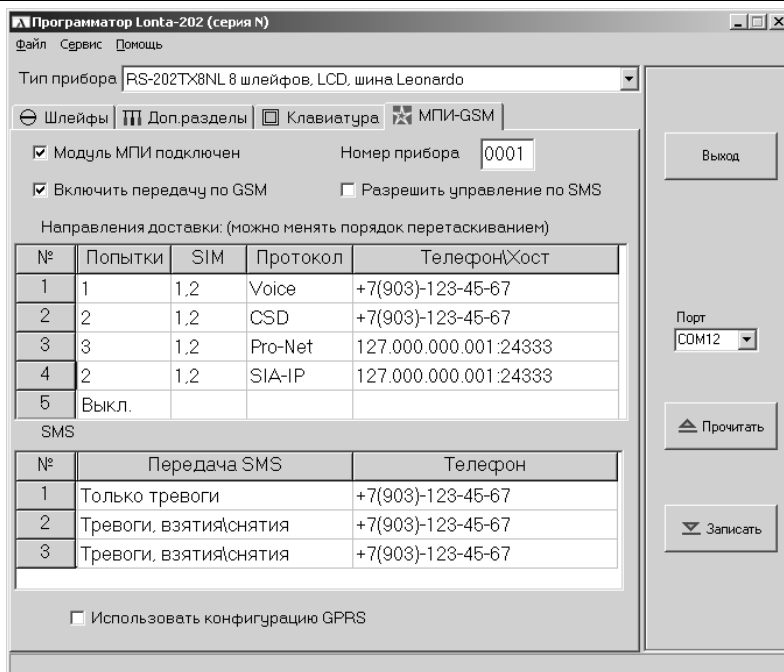 Программатор Lonta-202 (серия N)
Файл Сервис Помощь
Тип прибора RS-202TX8NL 8 шлейфов, LCD, шина Leonardo
Шлейфы Доп.разделы Клавиатура МПИ-GSM
Модуль МПИ подключен Номер прибора 0001
Выход
Включить передачу по GSM Разрешить управление по SMS
Направления доставки: (можно менять порядок перетаскиванием)
№ Попытки SIM Протокол Телефон\Хост
1 1 1,2 Voice +7(903)-123-45-67
2 2 1,2 CSD +7(903)-123-45-67
3 3 1,2 Pro-Net 127.000.000.001:24333
4 2 1,2 SIA-IP 127.000.000.001:24333
5 Выкл.
Порт
COM12
SMS
Прочитать
№ Передача SMS Телефон
1 Только тревоги +7(903)-123-45-67
2 Тревоги, взятия\снятия +7(903)-123-45-67
3 Тревоги, взятия\снятия +7(903)-123-45-67
Записать
Использовать конфигурацию GPRS